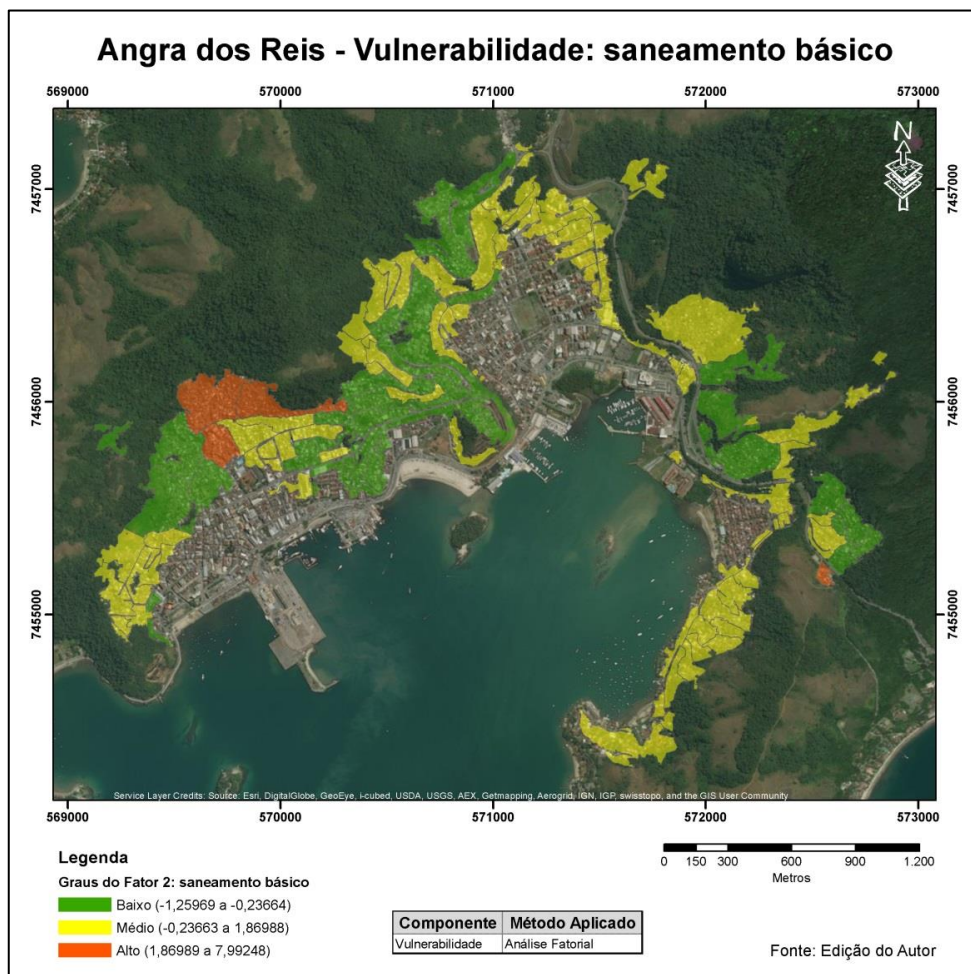 Angra dos Reis - Vulnerabilidade: saneamento básico
569000 570000 571000 572000 573000
N
7457000 7457000
7456000 7456000
7455000 7455000
Service Layer Credits: Source: Esri, DigitalGlobe, GeoEye, i-cubed, USDA, USGS, AEX, Getmapping, Aerogrid, IGN, IGP, swisstopo, and the GIS User Community
569000 570000 571000 572000 573000
Legenda
Graus do Fator 2: saneamento básico
Baixo (-1,25969 a -0,23664)
Médio (-0,23663 a 1,86988)
Alto (1,86989 a 7,99248)
Componente Método Aplicado
Vulnerabilidade Análise Fatorial
0 150 300 600 900 1.200
Metros
Fonte: Edição do Autor